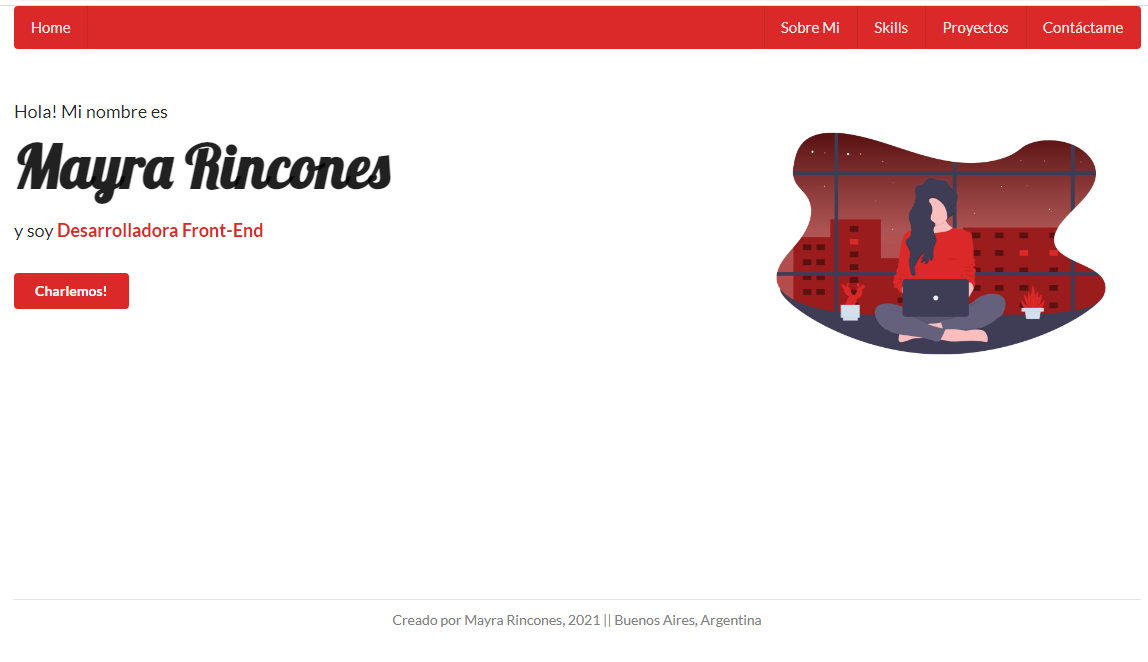 Home Sobre Mi Skills Proyectos Contáctame
Hola! Mi nombre es
Mayra Rincones
y soy Desarrolladora Front-End
Charlemos!
Creado por Mayra Rincones, 2021 || Buenos Aires, Argentina